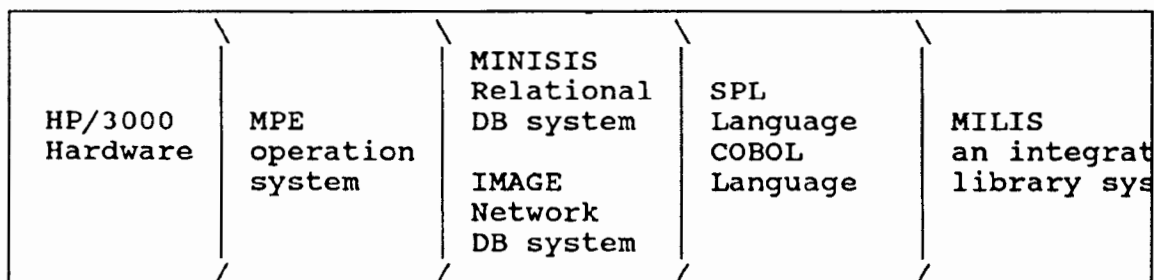 HP/3000
Hardware
MPE
operation
system
MINISIS
Relational
DB system
IMAGE
Network
DB system
SPL
Language
COBOL
Language
MILIS
an integrat
library sys